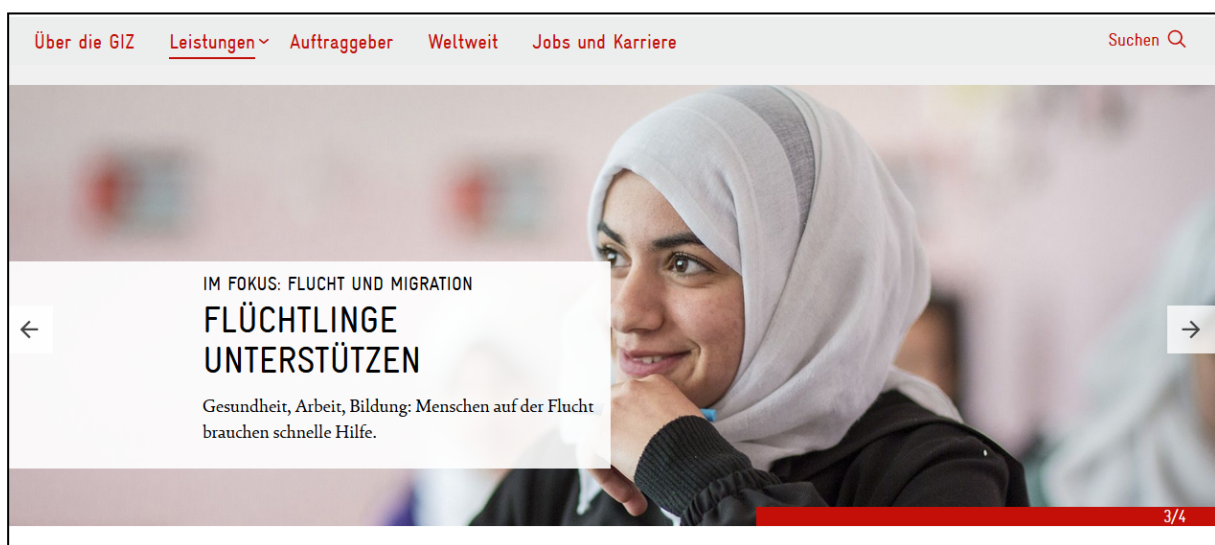 Über die GIZ Leistungen Auftraggeber Weltweit Jobs und Karriere Suchen
IM FOKUS: FLUCHT UND MIGRATION
FLÜCHTLINGE
UNTERSTÜTZEN
Gesundheit, Arbeit, Bildung: Menschen auf der Flucht
brauchen schnelle Hilfe.
3/4